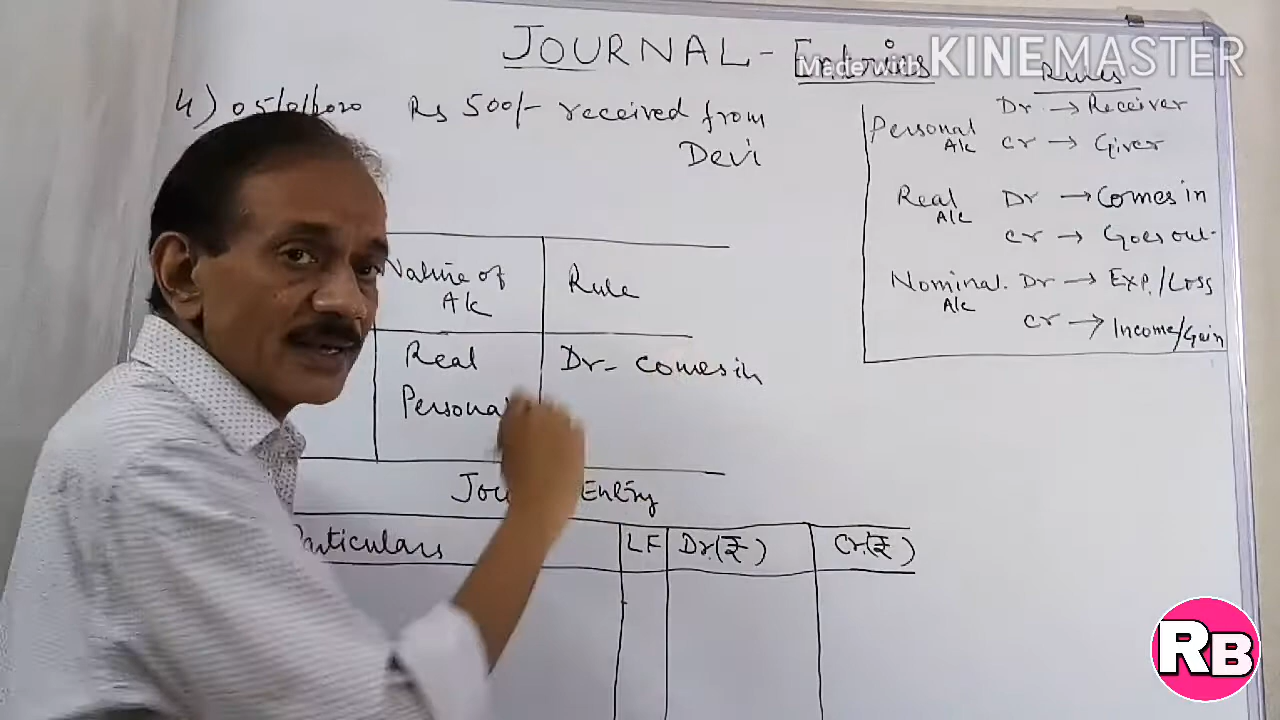 JOURNAL - Entries
Made with KINEMASTER
Rules
4) 05/01/2020 Rs 500/- received from
Devi
Personal A/c Dr. → Receiver
Cr → Giver
Real A/c Dr → Comes in
Cr → Goes out
Nominal. A/c Dr → Exp./Loss
Cr → Income/Gain
Nature of A/c
Rule
Real
Dr - Comes in
Personal
Entry
Particulars
LF
Dr.(₹)
Cr.(₹)
RB